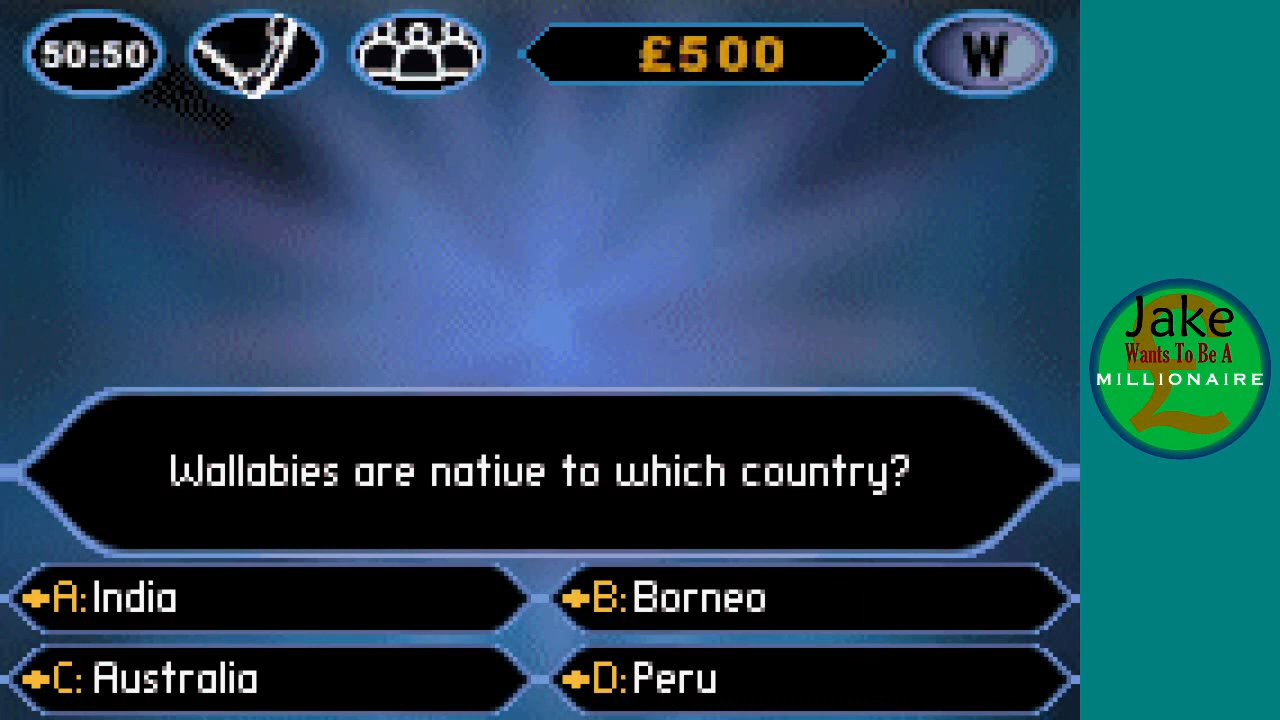 50:50
£500
W
Jake
Wants To Be A
MILLIONAIRE
£
Wallabies are native to which country?
A: India
B: Borneo
C: Australia
D: Peru